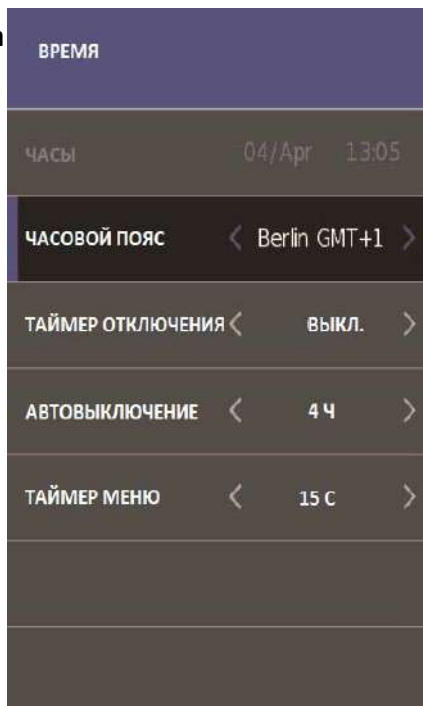 ВРЕМЯ
ЧАСЫ 04/Apr 13:05
ЧАСОВОЙ ПОЯС < Berlin GMT+1 >
ТАЙМЕР ОТКЛЮЧЕНИЯ < ВЫКЛ. >
АВТОВЫКЛЮЧЕНИЕ < 4 Ч >
ТАЙМЕР МЕНЮ < 15 С >